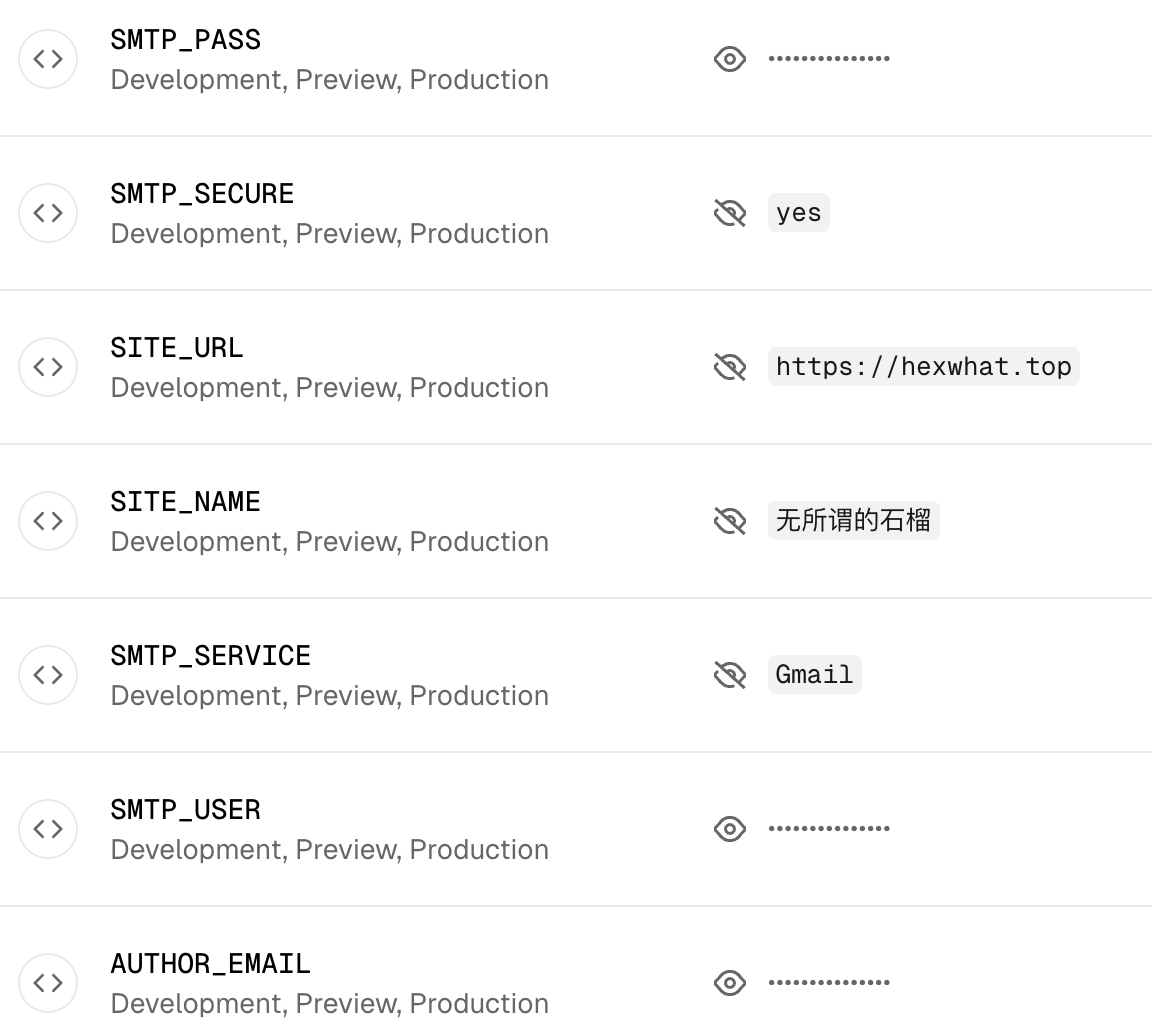 SMTP_PASS
Development, Preview, Production
•••••••••••••••
SMTP_SECURE
Development, Preview, Production
yes
SITE_URL
Development, Preview, Production
https://hexwhat.top
SITE_NAME
Development, Preview, Production
无所谓的石榴
SMTP_SERVICE
Development, Preview, Production
Gmail
SMTP_USER
Development, Preview, Production
•••••••••••••••
AUTHOR_EMAIL
Development, Preview, Production
•••••••••••••••